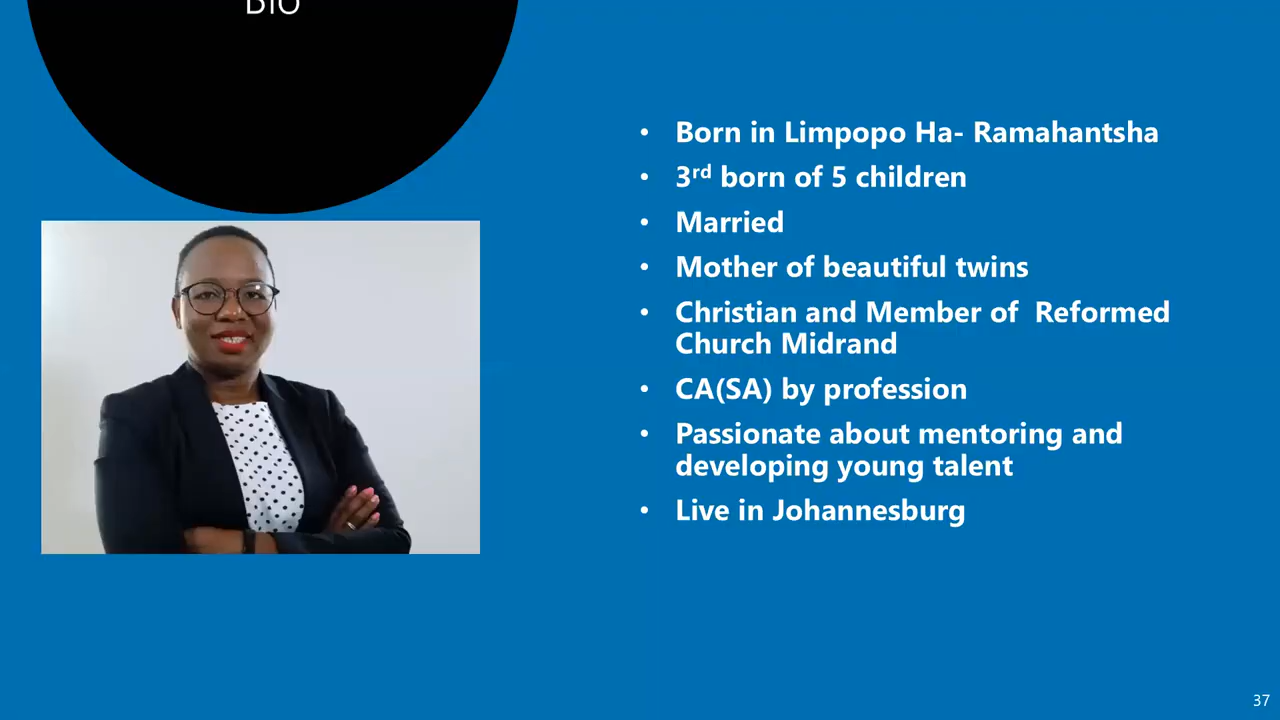 Bio
• Born in Limpopo Ha- Ramahantsha
• 3rd born of 5 children
• Married
• Mother of beautiful twins
• Christian and Member of  Reformed
Church Midrand
• CA(SA) by profession
• Passionate about mentoring and
developing young talent
• Live in Johannesburg
37